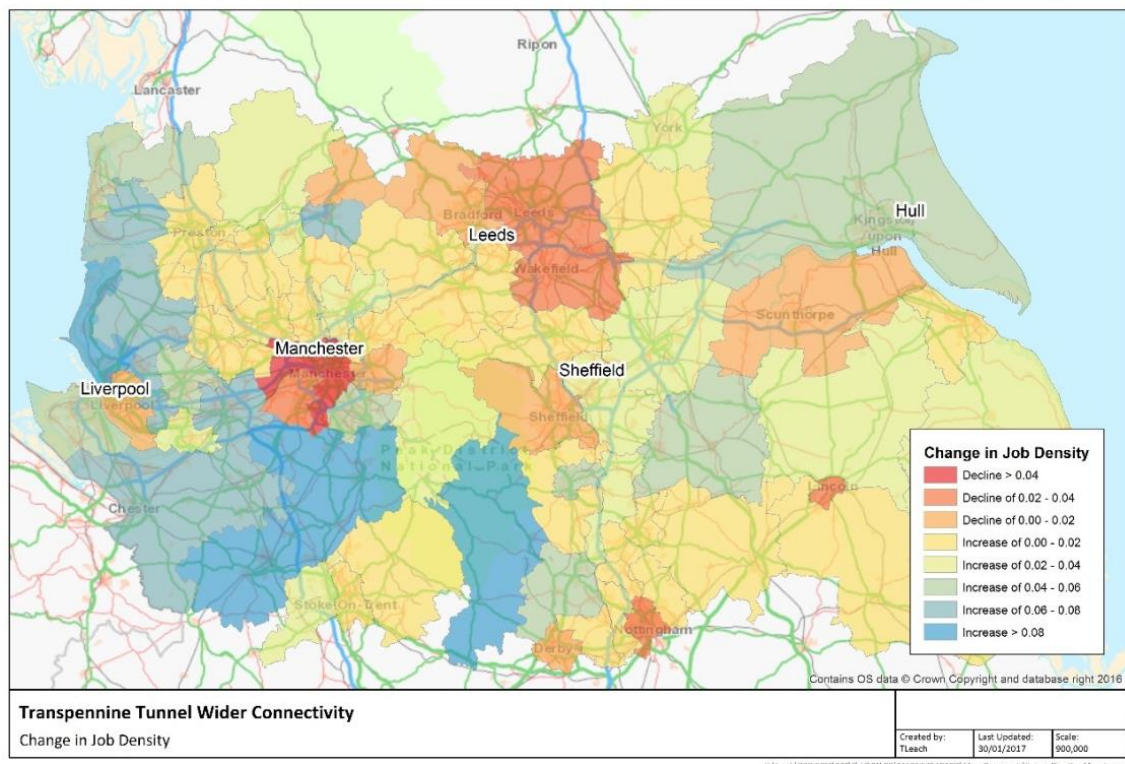 Ripon
Lancaster
York
Preston
Bradford
Leeds
Leeds
Hull
Kingston
upon
Hull
Wakefield
Scunthorpe
Manchester
Manchester
Sheffield
Liverpool
Liverpool
Sheffield
Peak District
National Park
Chester
Lincoln
Stoke-On-Trent
Derby
Nottingham
Change in Job Density
Decline > 0.04
Decline of 0.02 - 0.04
Decline of 0.00 - 0.02
Increase of 0.00 - 0.02
Increase of 0.02 - 0.04
Increase of 0.04 - 0.06
Increase of 0.06 - 0.08
Increase > 0.08
Contains OS data © Crown Copyright and database right 2016
Transpennine Tunnel Wider Connectivity
Change in Job Density
Created by:
TLeach
Last Updated:
30/01/2017
Scale:
900,000